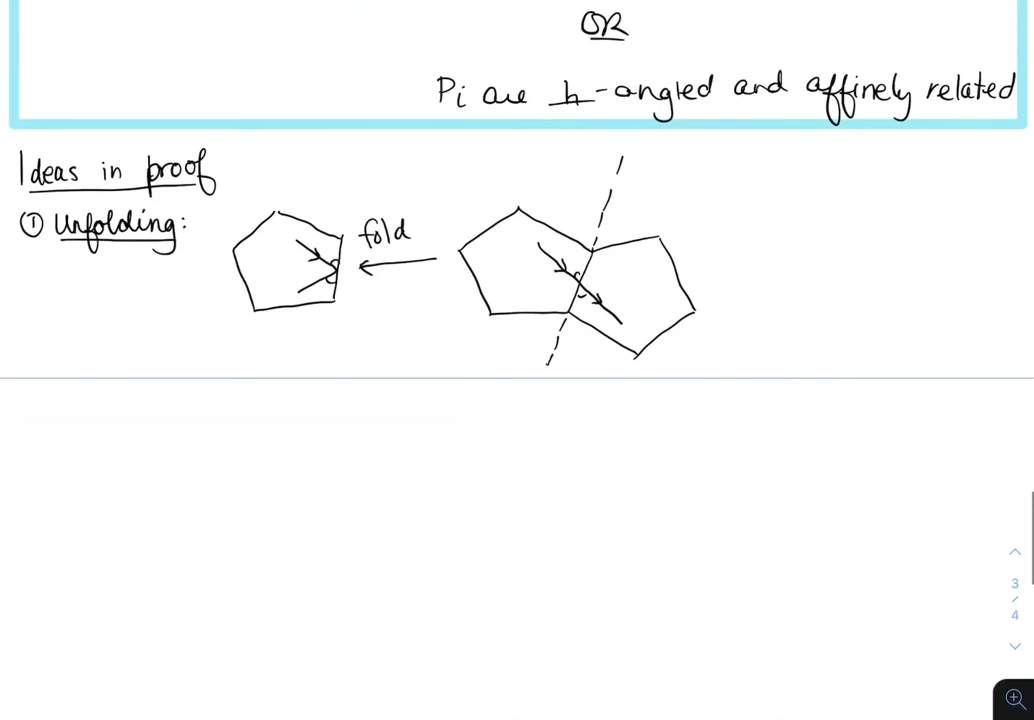 OR
Pi are h-angled and affinely related
Ideas in proof
① Unfolding:
fold
3
/
4